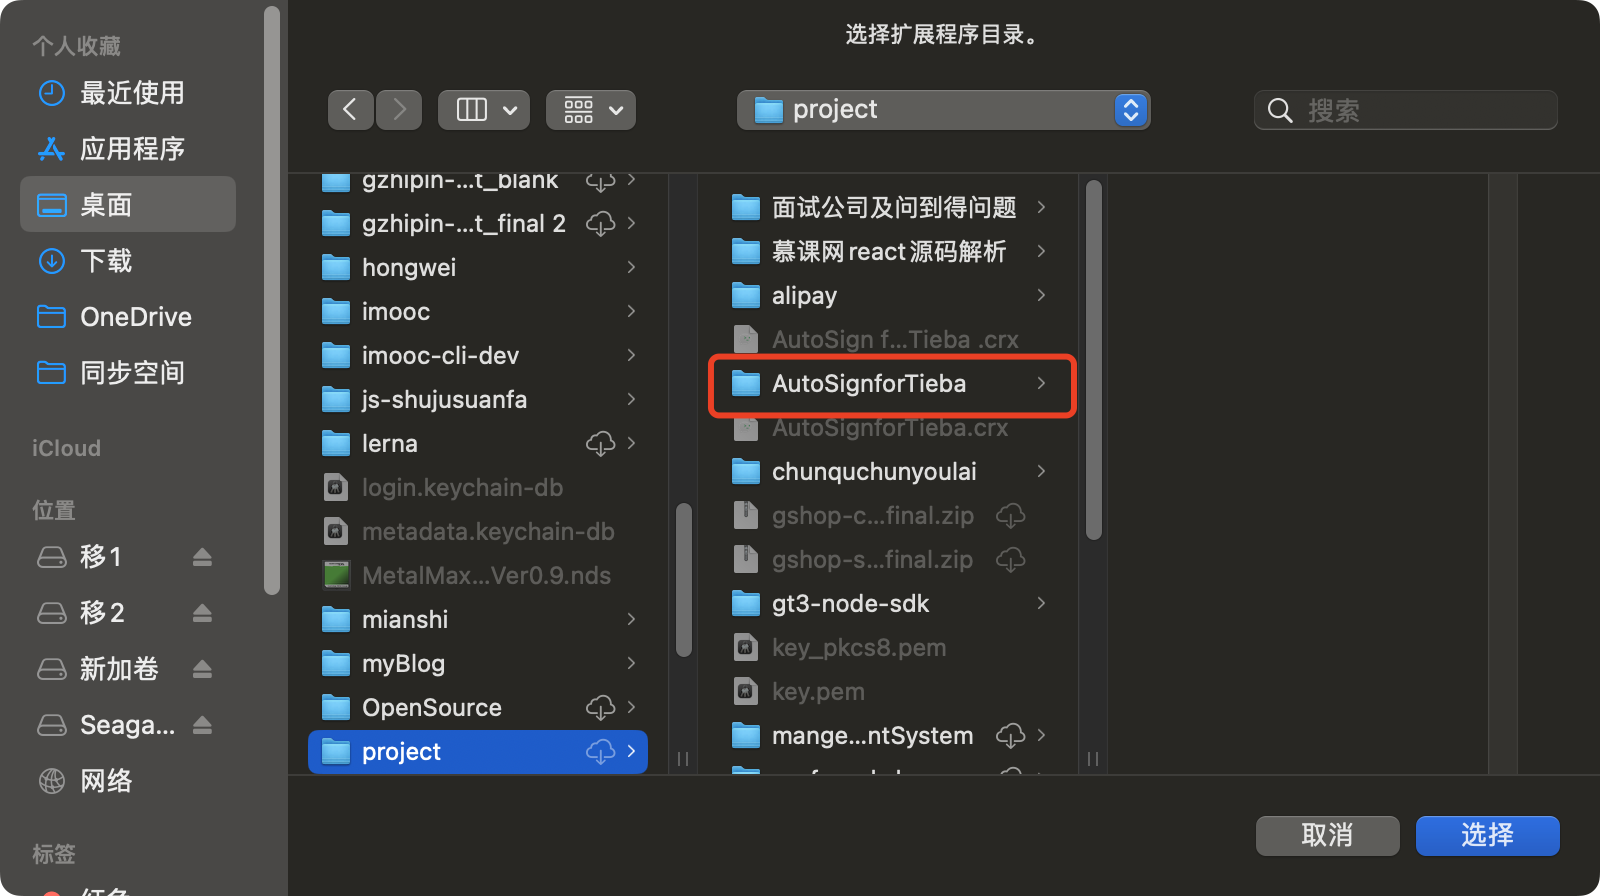 选择扩展程序目录。
个人收藏
最近使用
应用程序
桌面
下载
OneDrive
同步空间
iCloud
位置
移1
移2
新加卷
Seaga...
网络
标签
红色
project
搜索
gzhipin-...t_blank
gzhipin-...t_final 2
hongwei
imooc
imooc-cli-dev
js-shujusuanfa
lerna
login.keychain-db
metadata.keychain-db
MetalMax...Ver0.9.nds
mianshi
myBlog
OpenSource
project
面试公司及问到得问题
慕课网react源码解析
alipay
AutoSign f...Tieba .crx
AutoSignforTieba
AutoSignforTieba.crx
chunquchunyoulai
gshop-c...final.zip
gshop-s...final.zip
gt3-node-sdk
key_pkcs8.pem
key.pem
mange...ntSystem
取消
选择